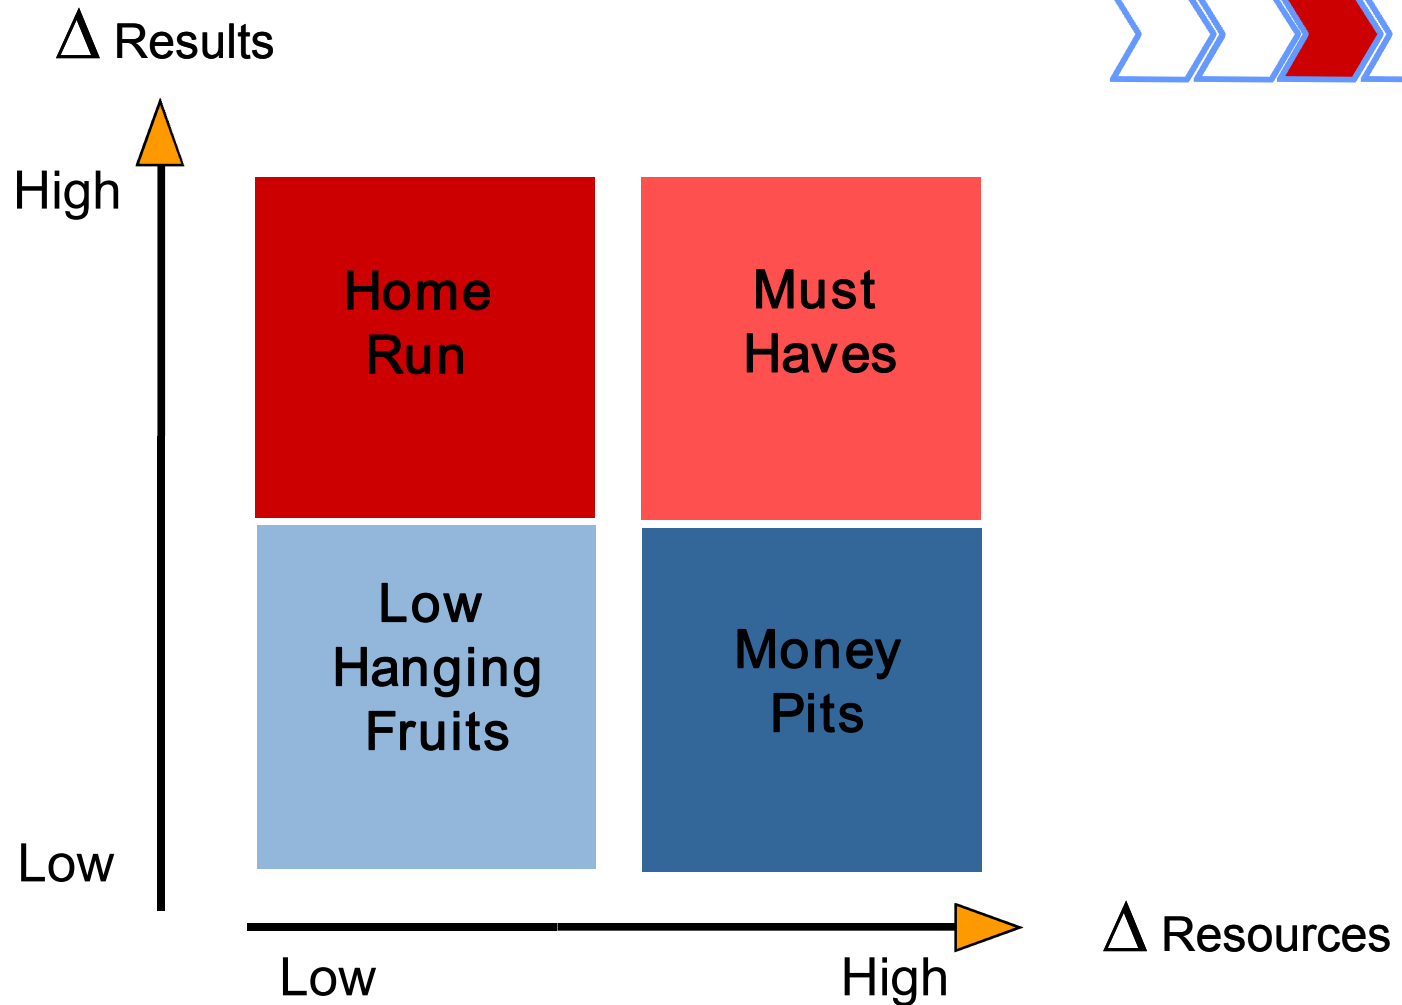 Δ Results
High
Home
Run
Must
Haves
Low
Hanging
Fruits
Money
Pits
Low
Low
High
Δ Resources